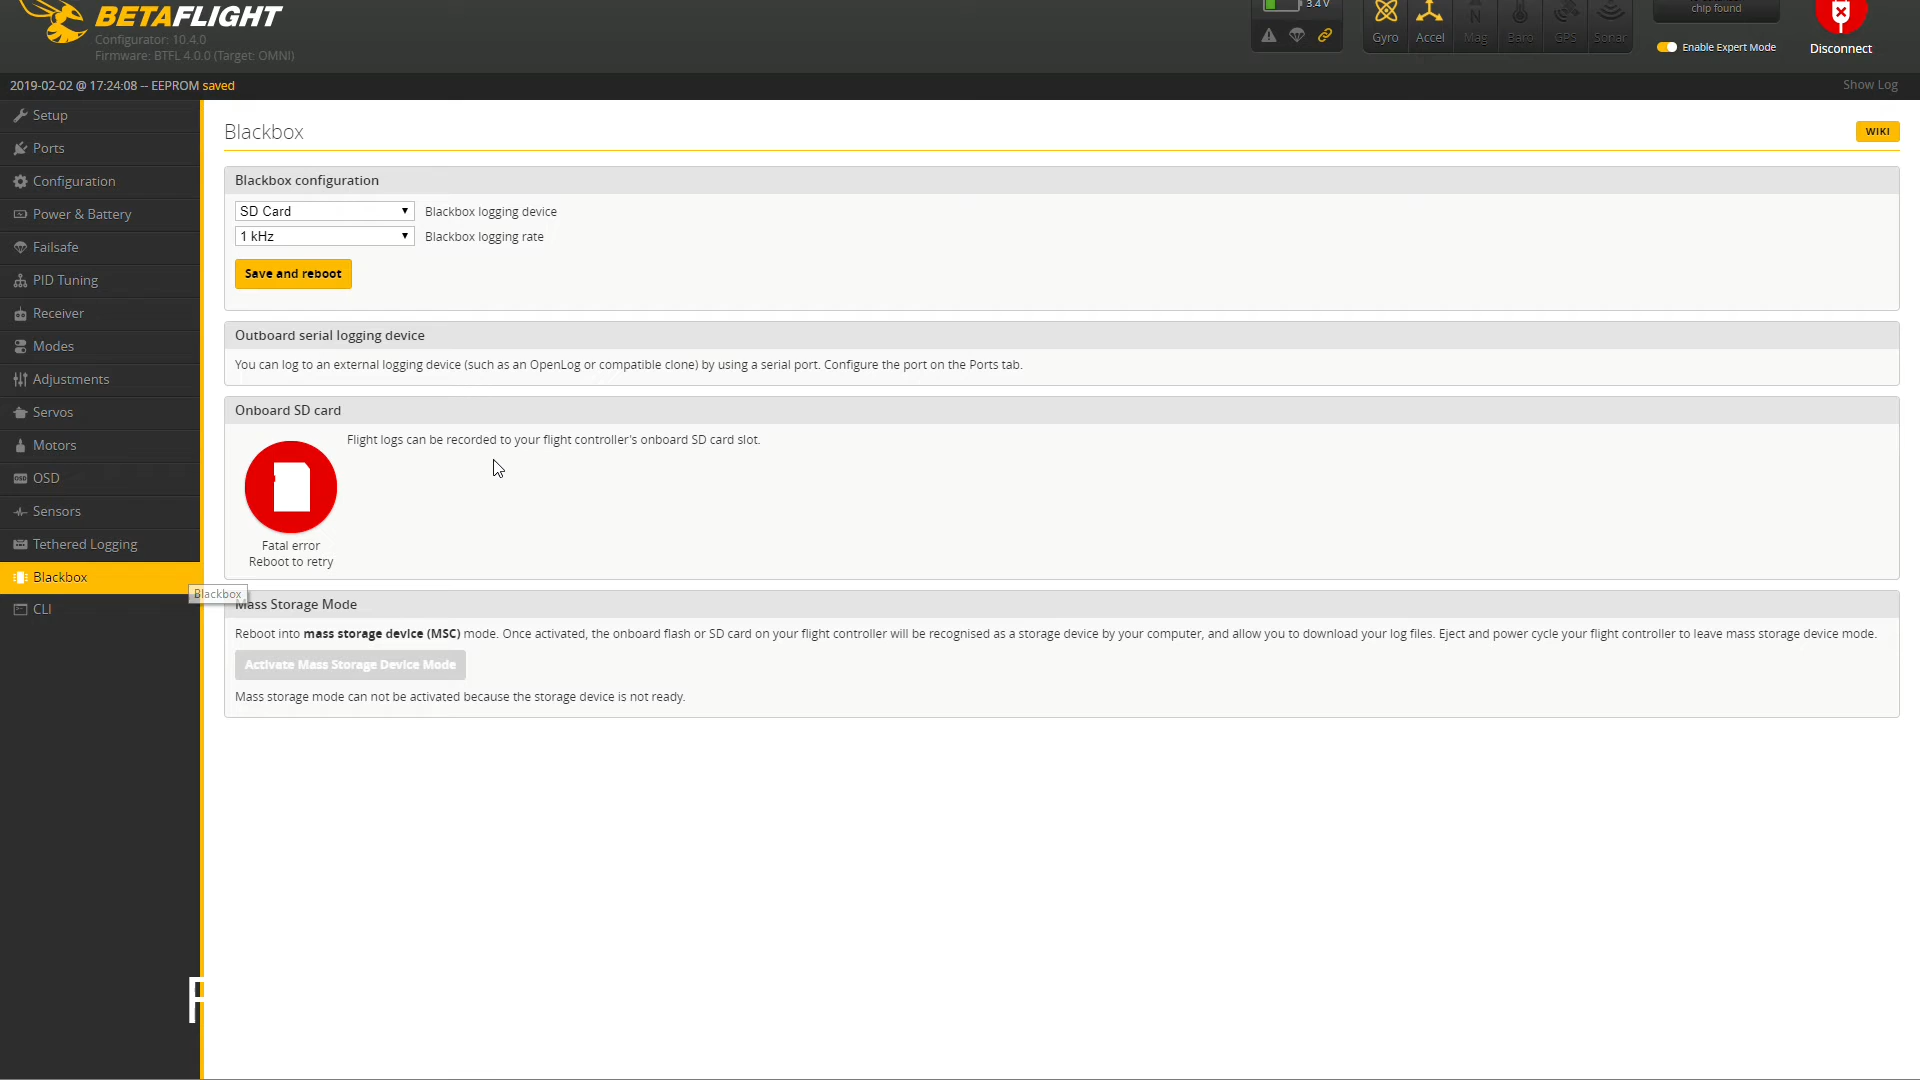 BETAFLIGHT
3.4 V
chip found
Configurator: 10.4.0
Firmware: BTFL 4.0.0 (Target: OMNI)
Gyro
Accel
Mag
Baro
GPS
Sonar
Enable Expert Mode
Disconnect
2019-02-02 @ 17:24:08 -- EEPROM saved
Show Log
Setup
Ports
Configuration
Power & Battery
Failsafe
PID Tuning
Receiver
Modes
Adjustments
Servos
Motors
OSD
Sensors
Tethered Logging
Blackbox
CLI
Blackbox
Blackbox
WIKI
Blackbox configuration
SD Card
Blackbox logging device
1 kHz
Blackbox logging rate
Save and reboot
Outboard serial logging device
You can log to an external logging device (such as an OpenLog or compatible clone) by using a serial port. Configure the port on the Ports tab.
Onboard SD card
Flight logs can be recorded to your flight controller's onboard SD card slot.
Fatal error
Reboot to retry
Mass Storage Mode
Reboot into mass storage device (MSC) mode. Once activated, the onboard flash or SD card on your flight controller will be recognised as a storage device by your computer, and allow you to download your log files. Eject and power cycle your flight controller to leave mass storage device mode.
Activate Mass Storage Device Mode
Mass storage mode can not be activated because the storage device is not ready.